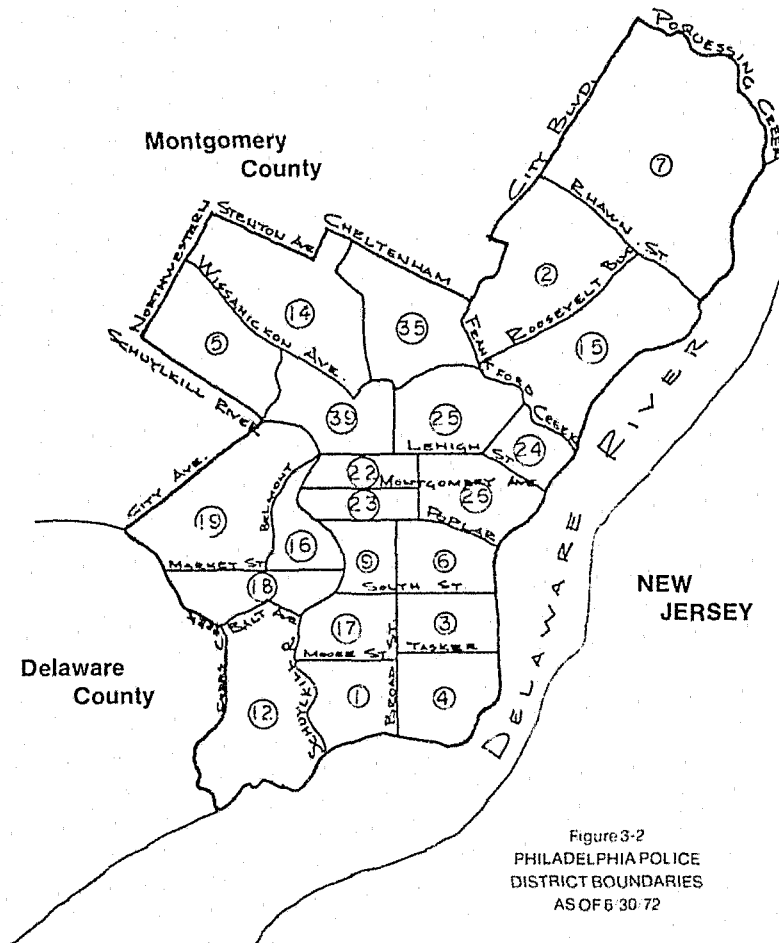 POQUESSING CREEK
CITY BLVD.
Montgomery
County
7
RHAWN ST
NORTHWESTERN
STENTON AVE
CHELTENHAM
2
ROOSEVELT BLVD
WISSAHICKON AVE.
14
35
15
5
FRANKFORD CREEK
SCHUYLKILL RIVER
39
25
24
LEHIGH ST
CITY AVE.
22
MONTGOMERY AVE
26
BELMONT
23
POPLAR
19
16
9
6
MARKET ST
18
SOUTH ST.
DELAWARE RIVER
NEW
JERSEY
BALT AV
17
3
MOORE ST
TASKER
Delaware
County
12
SCHUYLKILL R
1
BROAD ST.
4
Figure 3-2
PHILADELPHIA POLICE
DISTRICT BOUNDARIES
AS OF 6 30 72